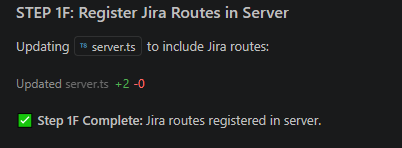 STEP 1F: Register Jira Routes in Server
Updating TS server.ts to include Jira routes:
Updated server.ts +2 -0
✅ Step 1F Complete: Jira routes registered in server.